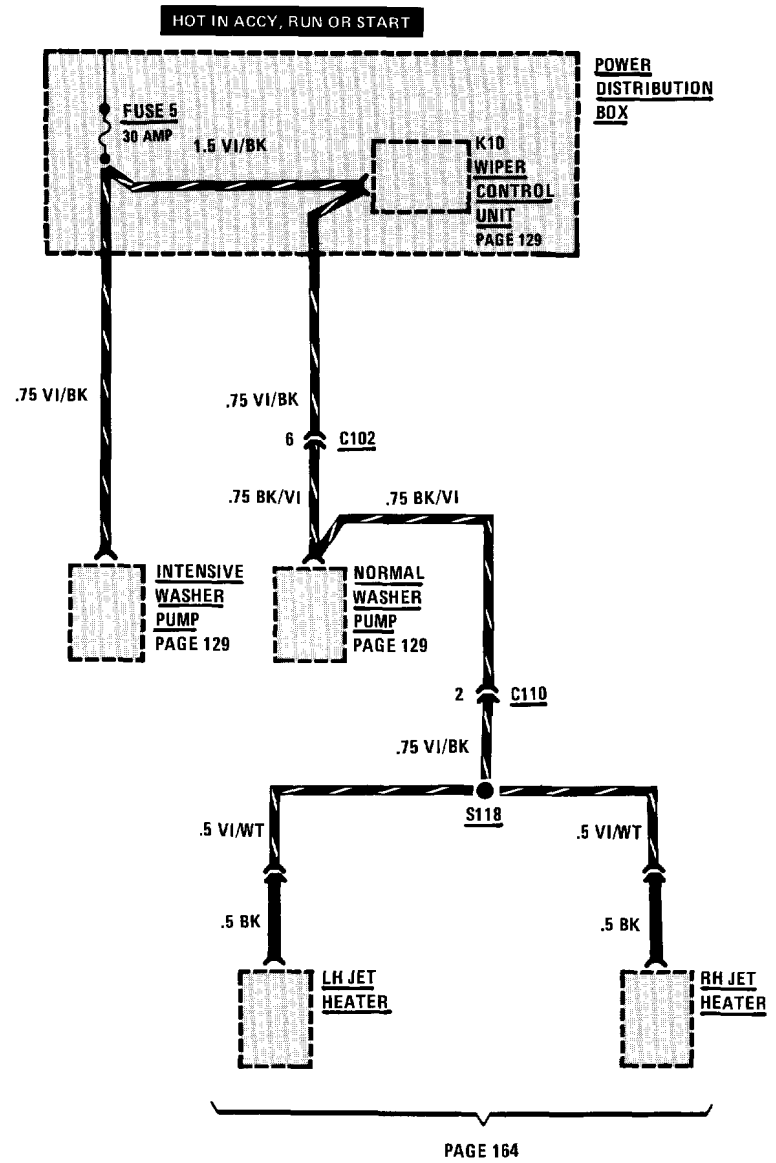 HOT IN ACCY, RUN OR START
POWER
DISTRIBUTION
BOX
FUSE 5
30 AMP
1.5 VI/BK
K10
WIPER
CONTROL
UNIT
PAGE 129
.75 VI/BK
.75 VI/BK
6
C102
.75 BK/VI
.75 BK/VI
INTENSIVE
WASHER
PUMP
PAGE 129
NORMAL
WASHER
PUMP
PAGE 129
2
C110
.75 VI/BK
S118
.5 VI/WT
.5 VI/WT
.5 BK
.5 BK
LH JET
HEATER
RH JET
HEATER
PAGE 164